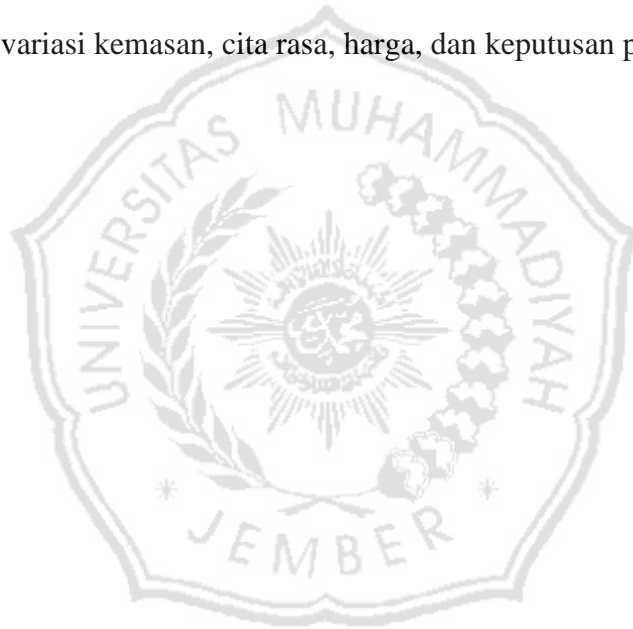 variasi kemasan, cita rasa, harga, dan keputusan p
UNIVERSITAS MUHAMMADIYAH
* JEMBER *